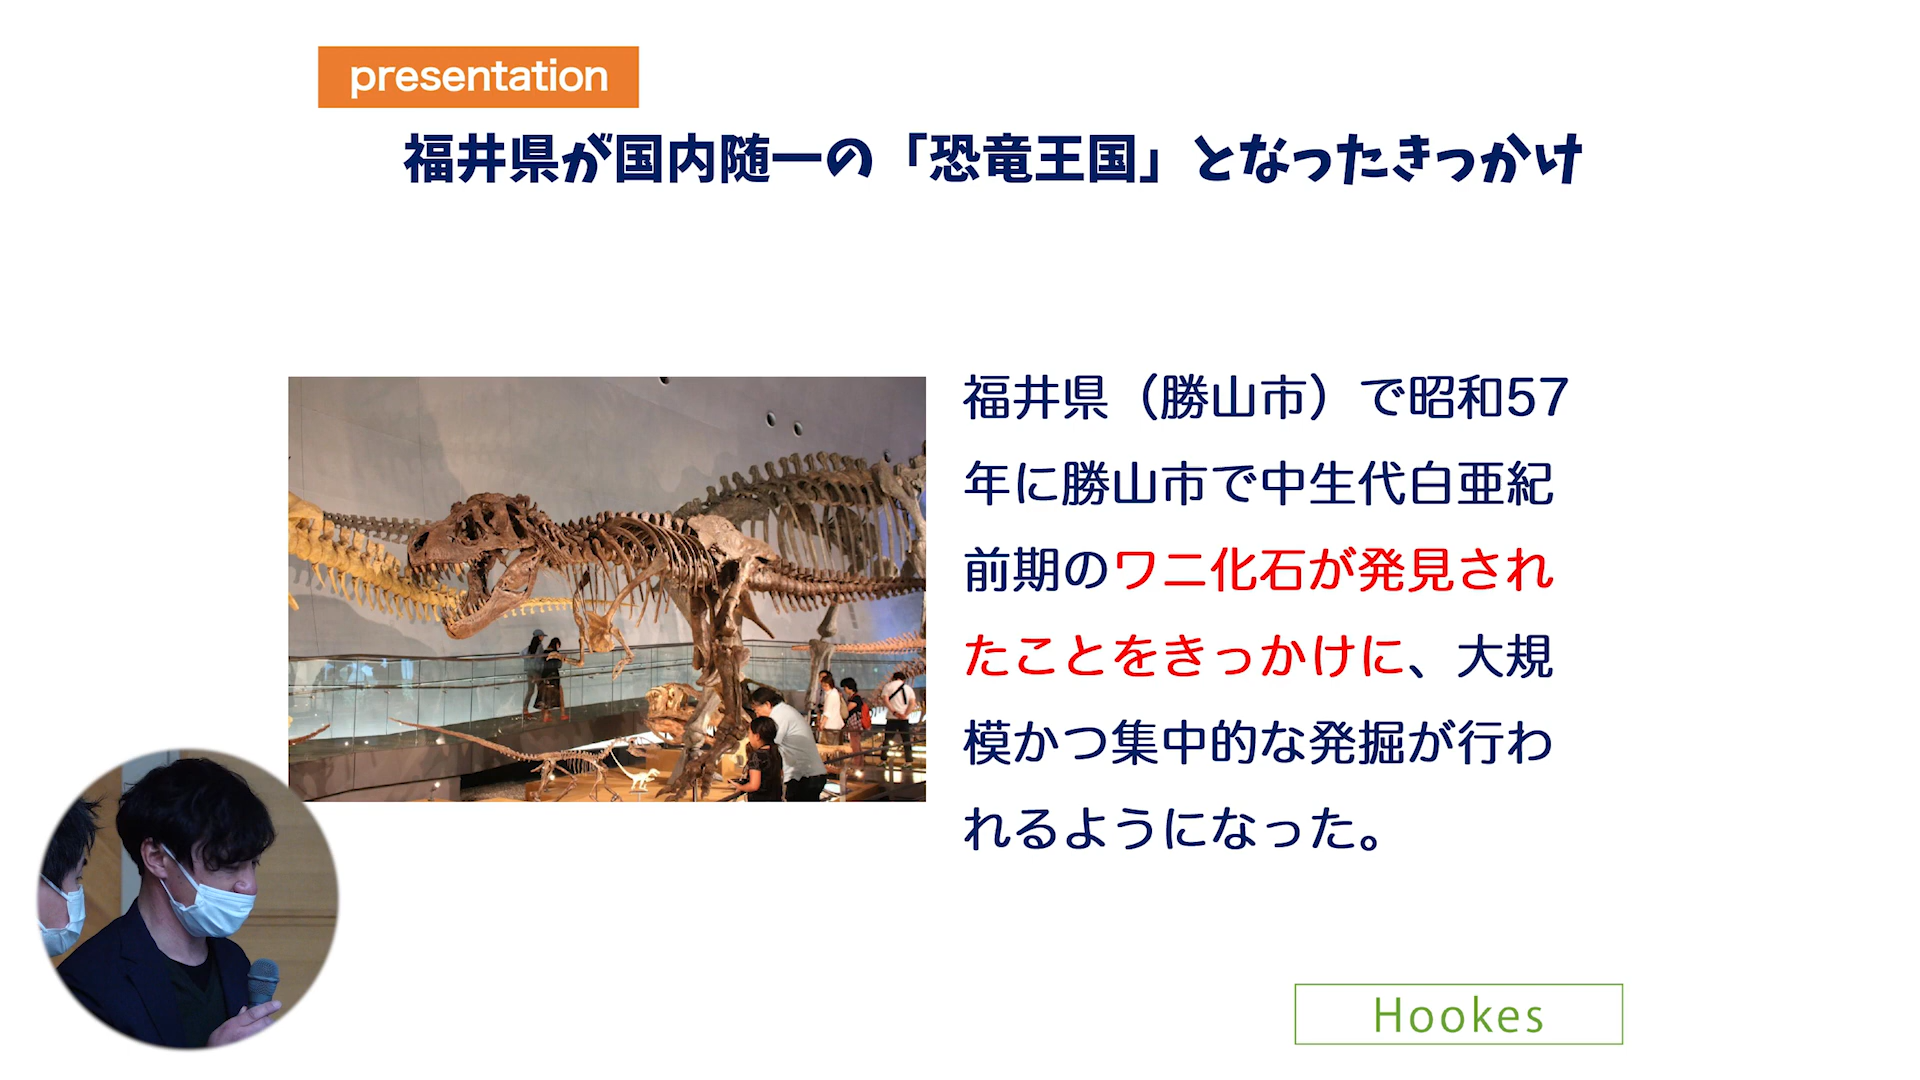 presentation
福井県が国内随一の「恐竜王国」となったきっかけ
福井県（勝山市）で昭和57
年に勝山市で中生代白亜紀
前期のワニ化石が発見され
たことをきっかけに、大規
模かつ集中的な発掘が行わ
れるようになった。
Hookes